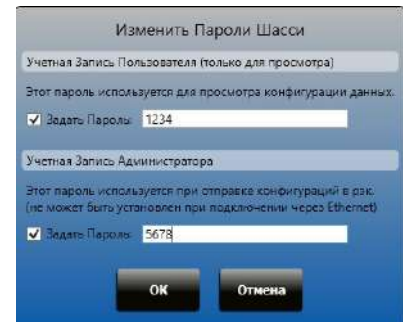 Изменить Пароли Шасси
Учетная Запись Пользователя (только для просмотра)
Этот пароль используется для просмотра конфигурации данных.
Задать Пароль: 1234
Учетная Запись Администратора
Этот пароль используется при отправке конфигураций в рэк.
(не может быть установлен при подключении через Ethernet)
Задать Пароль: 5678
ОК Отмена